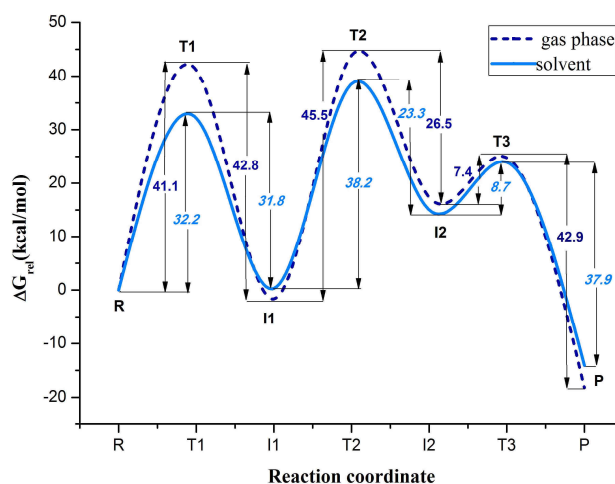 50
40
30
20
10
0
-10
-20
ΔG_rel(kcal/mol)
T1
T2
T3
R
I1
I2
P
gas phase
solvent
41.1
32.2
42.8
31.8
45.5
38.2
23.3
26.5
7.4
8.7
42.9
37.9
R T1 I1 T2 I2 T3 P
Reaction coordinate